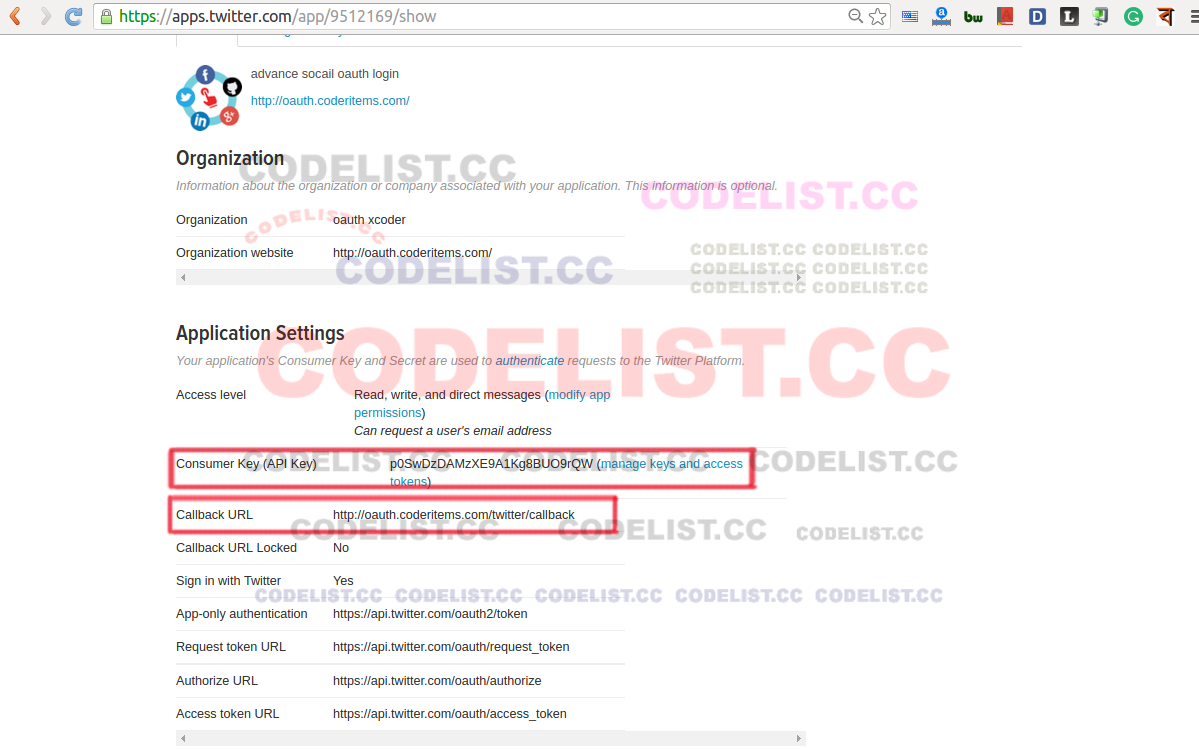 https://apps.twitter.com/app/9512169/show
advance socail oauth login
http://oauth.coderitems.com/
Organization
CODELIST.CC
Information about the organization or company associated with your application. This information is optional.
CODELIST.CC
Organization oauth xcoder
CODELIST.CC
Organization website http://oauth.coderitems.com/
CODELIST.CC CODELIST.CC
CODELIST.CC
CODELIST.CC CODELIST.CC
CODELIST.CC CODELIST.CC
Application Settings
CODELIST.CC
Your application's Consumer Key and Secret are used to authenticate requests to the Twitter Platform.
Access level Read, write, and direct messages (modify app
permissions)
Can request a user's email address
Consumer Key (API Key) p0SwDzDAMzXE9A1Kg8BUO9rQW (manage keys and access
tokens)
CODELIST.CC CODELIST.CC CODELIST.CC
Callback URL http://oauth.coderitems.com/twitter/callback
CODELIST.CC CODELIST.CC CODELIST.CC
Callback URL Locked No
Sign in with Twitter Yes
CODELIST.CC CODELIST.CC CODELIST.CC CODELIST.CC CODELIST.CC
App-only authentication https://api.twitter.com/oauth2/token
Request token URL https://api.twitter.com/oauth/request_token
Authorize URL https://api.twitter.com/oauth/authorize
Access token URL https://api.twitter.com/oauth/access_token